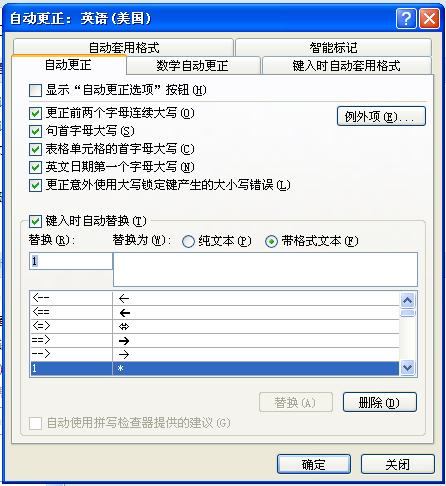 自动更正: 英语(美国)
自动套用格式 智能标记
自动更正 数学自动更正 键入时自动套用格式
显示“自动更正选项”按钮(H)
更正前两个字母连续大写(O)
例外项(E)...
句首字母大写(S)
表格单元格的首字母大写(C)
英文日期第一个字母大写(N)
更正意外使用大写锁定键产生的大小写错误(L)
键入时自动替换(T)
替换(R): 替换为(W): 纯文本(P) 带格式文本(F)
1
<-- ←
<== 🡸
<=> ⇔
==> ➔
--> →
1 *
替换(A) 删除(D)
自动使用拼写检查器提供的建议(G)
确定 关闭